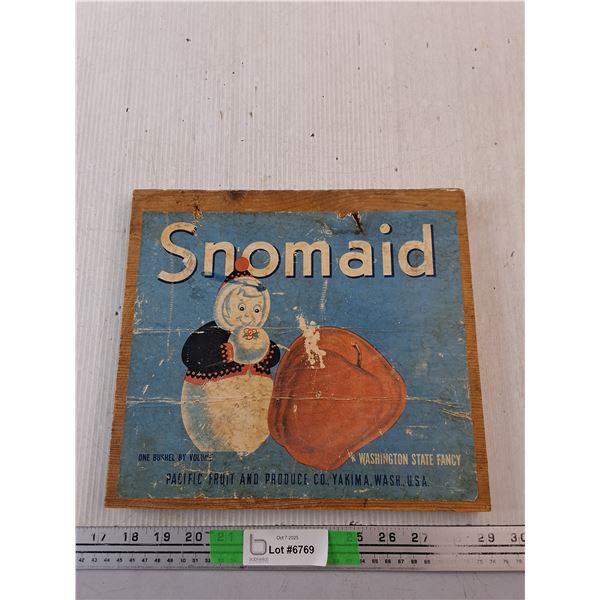 Snomaid
ONE BUSHEL BY VOLUME
WASHINGTON STATE FANCY
PACIFIC FRUIT AND PRODUCE CO. YAKIMA, WASH., U.S.A.
17 18 19 20 21 25 26 27 29 30
Oct 7 2025
Lot #6769